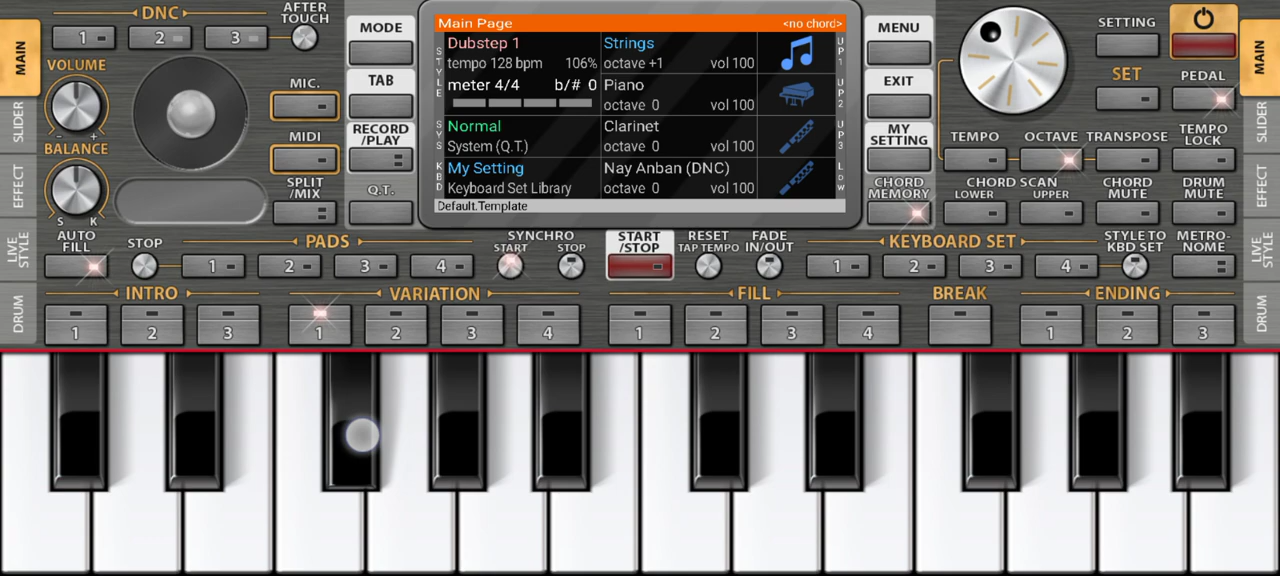 DNC
AFTER
TOUCH
1 2 3
MAIN
SLIDER
EFFECT
LIVE
STYLE
DRUM
VOLUME
- +
BALANCE
S K
MIC.
MIDI
SPLIT
/MIX
MODE
TAB
RECORD
/PLAY
Q.T.
Main Page <no chord>
STYLE
Dubstep 1
tempo 128 bpm 106%
meter 4/4 b/# 0
SYS
Normal
System (Q.T.)
KBD
My Setting
Keyboard Set Library
Strings
octave +1 vol 100
UP1
Piano
octave 0 vol 100
UP2
Clarinet
octave 0 vol 100
UP3
Nay Anban (DNC)
octave 0 vol 100
LOW
Default.Template
MENU
EXIT
MY
SETTING
CHORD
MEMORY
SETTING
SET
PEDAL
TEMPO
OCTAVE
TRANSPOSE
TEMPO
LOCK
CHORD SCAN
LOWER UPPER
CHORD
MUTE
DRUM
MUTE
MAIN
SLIDER
EFFECT
LIVE
STYLE
DRUM
AUTO
FILL
STOP
PADS
1 2 3 4
SYNCHRO
START STOP
START
/STOP
RESET
TAP TEMPO
FADE
IN/OUT
KEYBOARD SET
1 2 3 4
STYLE TO
KBD SET
METRO-
NOME
INTRO
1 2 3
VARIATION
1 2 3 4
FILL
1 2 3 4
BREAK
ENDING
1 2 3